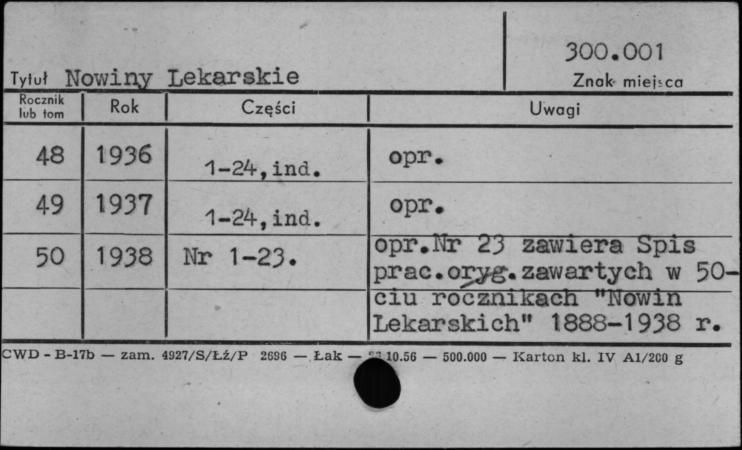 300.001
Tytuł Nowiny Lekarskie
Znak miejsca
Rocznik lub tom Rok Części Uwagi
48 1936 1-24,ind. opr.
49 1937 1-24,ind. opr.
50 1938 Nr 1-23. opr.Nr 23 zawiera Spis
prac.oryg.zawartych w 50-
ciu rocznikach "Nowin
Lekarskich" 1888-1938 r.
CWD - B-17b — zam. 4927/S/Łź/P 2696 — Łak — 10.56 — 500.000 — Karton kl. IV A1/200 g